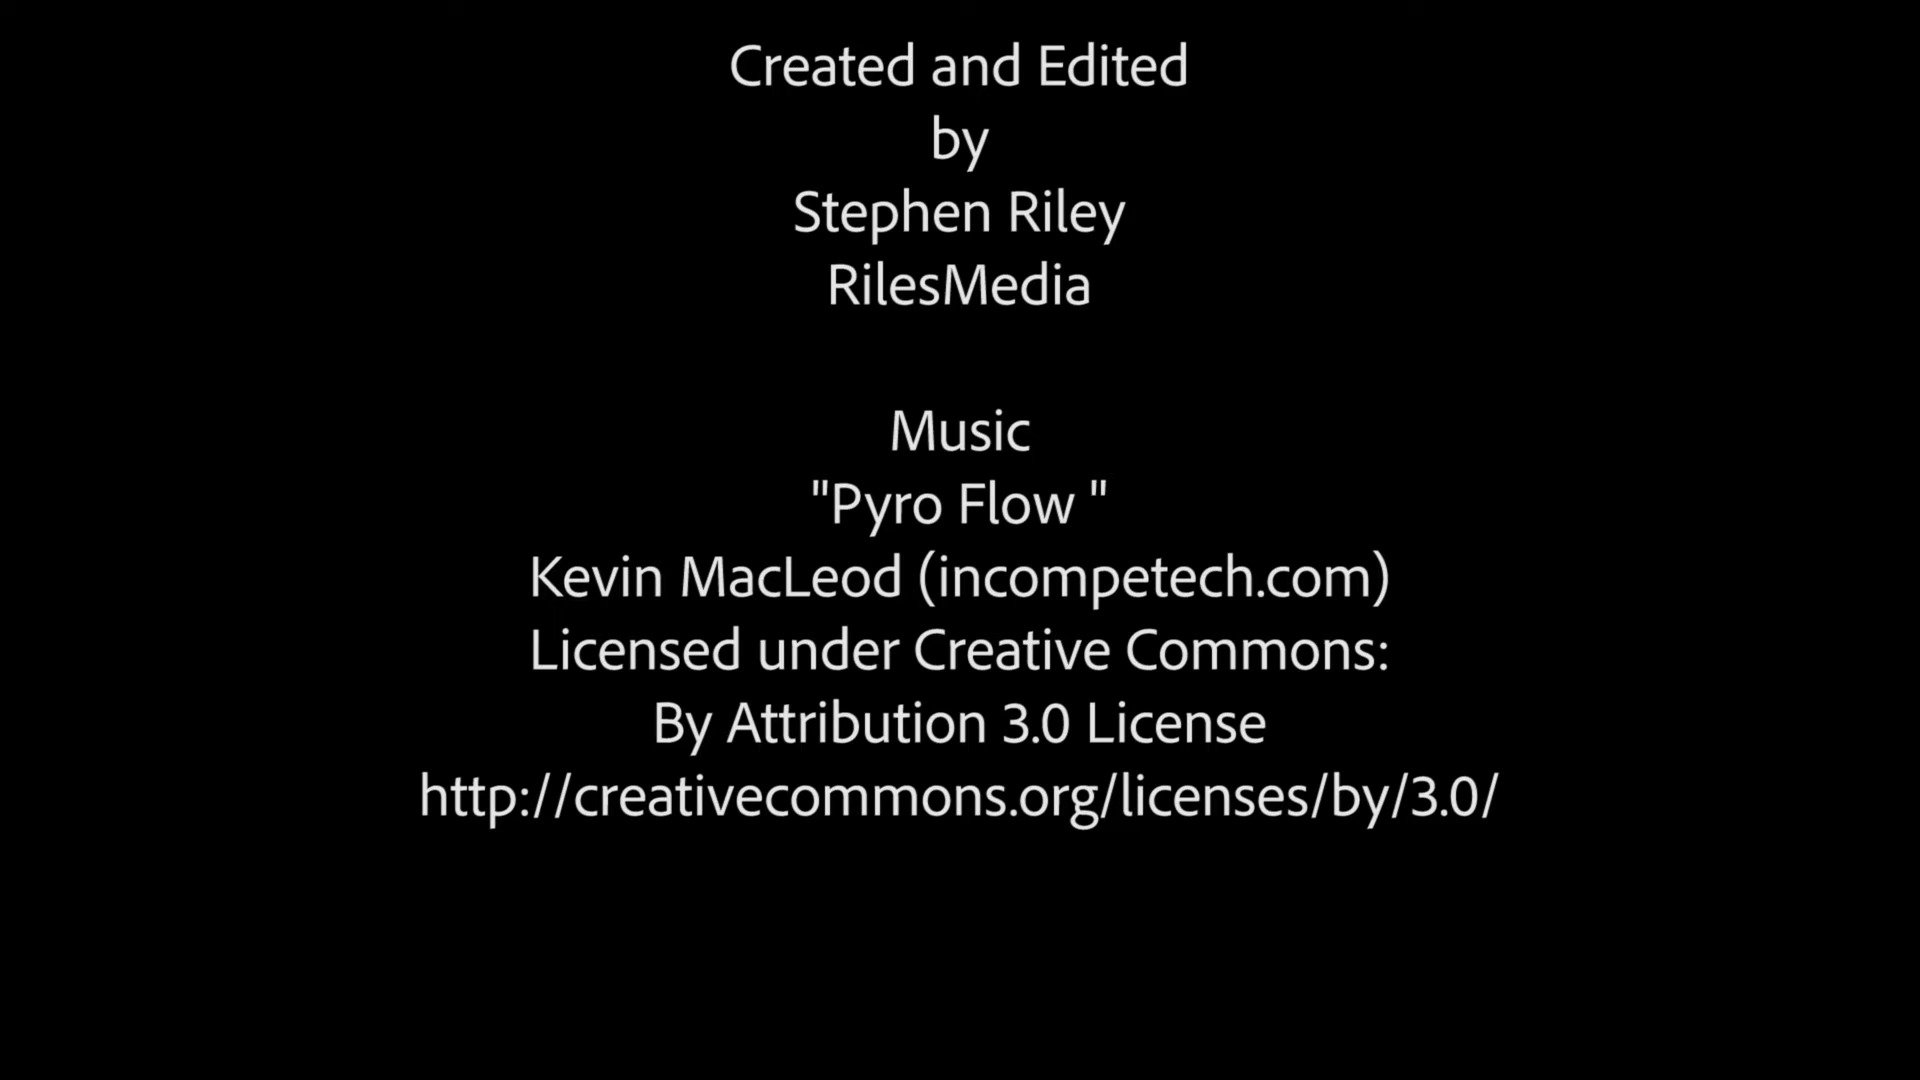 Created and Edited
by
Stephen Riley
RilesMedia
Music
"Pyro Flow "
Kevin MacLeod (incompetech.com)
Licensed under Creative Commons:
By Attribution 3.0 License
http://creativecommons.org/licenses/by/3.0/